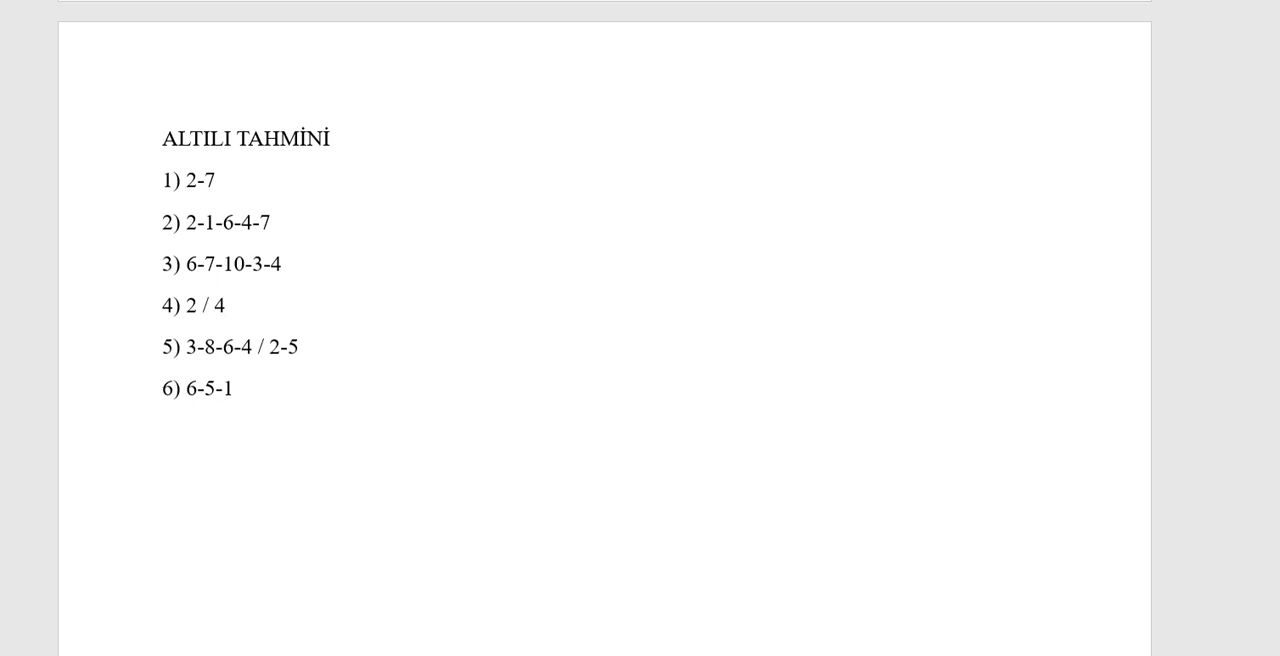 ALTILI TAHMİNİ
1) 2-7
2) 2-1-6-4-7
3) 6-7-10-3-4
4) 2 / 4
5) 3-8-6-4 / 2-5
6) 6-5-1